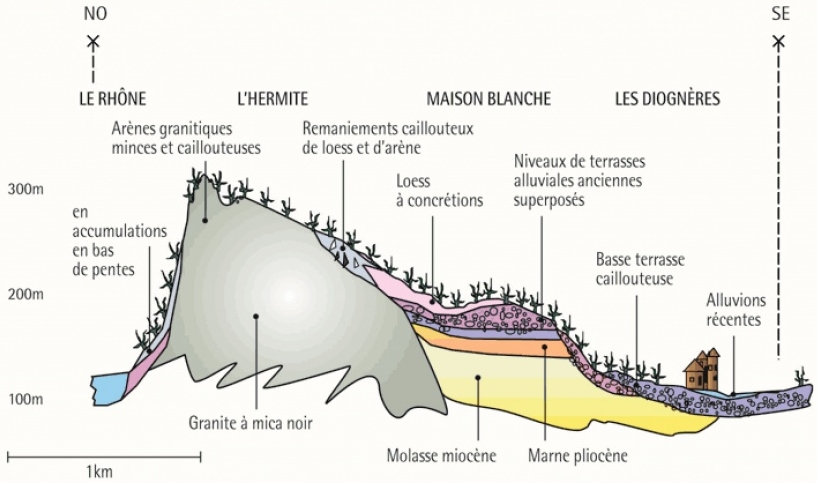 NO
SE
LE RHÔNE
L'HERMITE
MAISON BLANCHE
LES DIOGNÈRES
Arènes granitiques
minces et caillouteuses
Remaniements caillouteux
de loess et d'arène
Loess
à concrétions
Niveaux de terrasses
alluviales anciennes
superposés
300m
en
accumulations
en bas
de pentes
Basse terrasse
caillouteuse
200m
Alluvions
récentes
100m
Granite à mica noir
Molasse miocène
Marne pliocène
1km